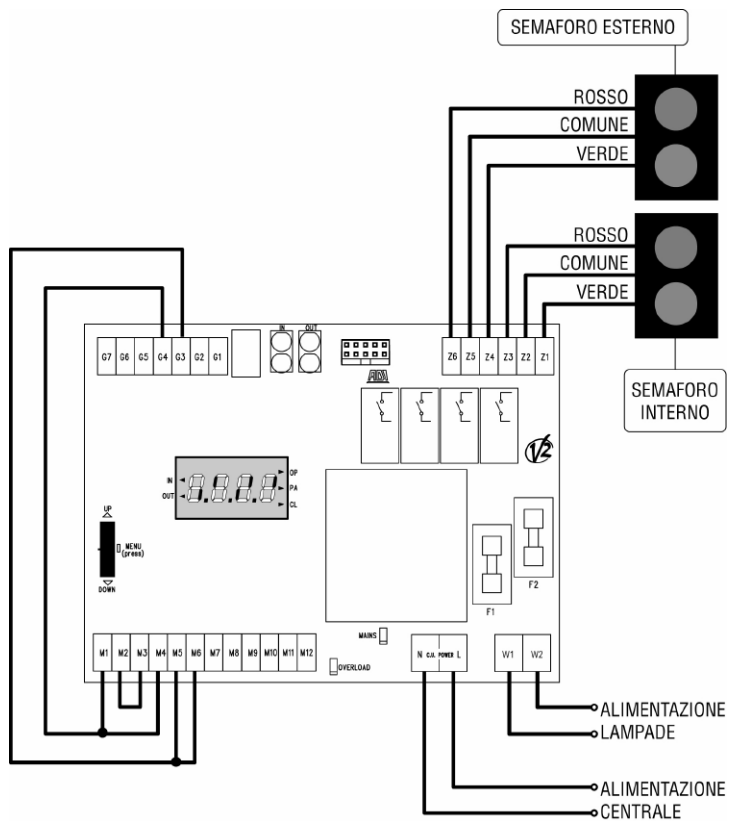 SEMAFORO ESTERNO
ROSSO
COMUNE
VERDE
ROSSO
COMUNE
VERDE
SEMAFORO
INTERNO
G7 G6 G5 G4 G3 G2 G1
IN OUT
Z6 Z5 Z4 Z3 Z2 Z1
V2
IN
OUT
OP
PA
CL
UP
MENU
(press)
DOWN
F1
F2
MAINS
OVERLOAD
M1 M2 M3 M4 M5 M6 M7 M8 M9 M10 M11 M12
N C.U. POWER L
W1 W2
ALIMENTAZIONE
LAMPADE
ALIMENTAZIONE
CENTRALE